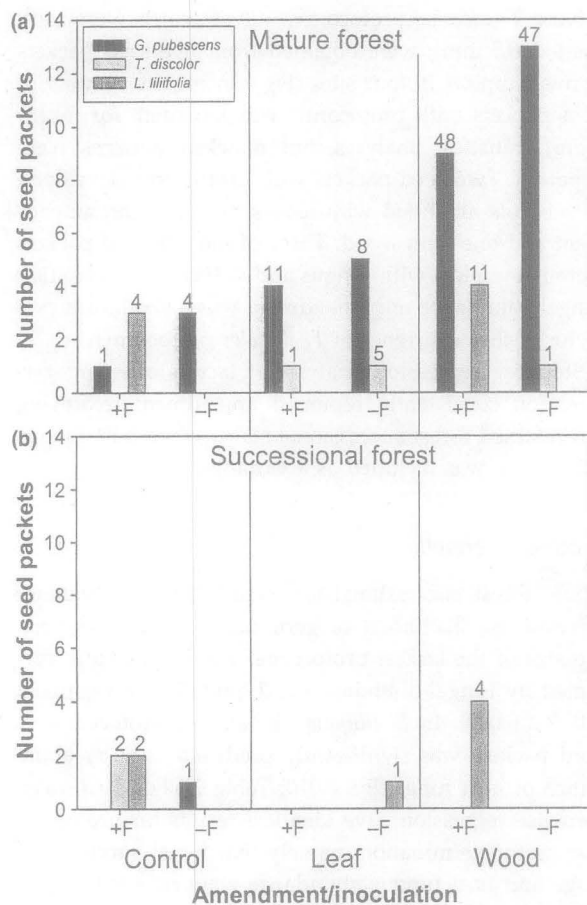 (a)
Mature forest
G. pubescens
T. discolor
L. liliifolia
Number of seed packets
14
12
10
8
6
4
2
0
1
4
4
11
1
8
5
48
11
47
1
+F
−F
+F
−F
+F
−F
(b)
Successional forest
Number of seed packets
14
12
10
8
6
4
2
0
2
2
1
1
4
+F
−F
+F
−F
+F
−F
Control
Leaf
Wood
Amendment/inoculation